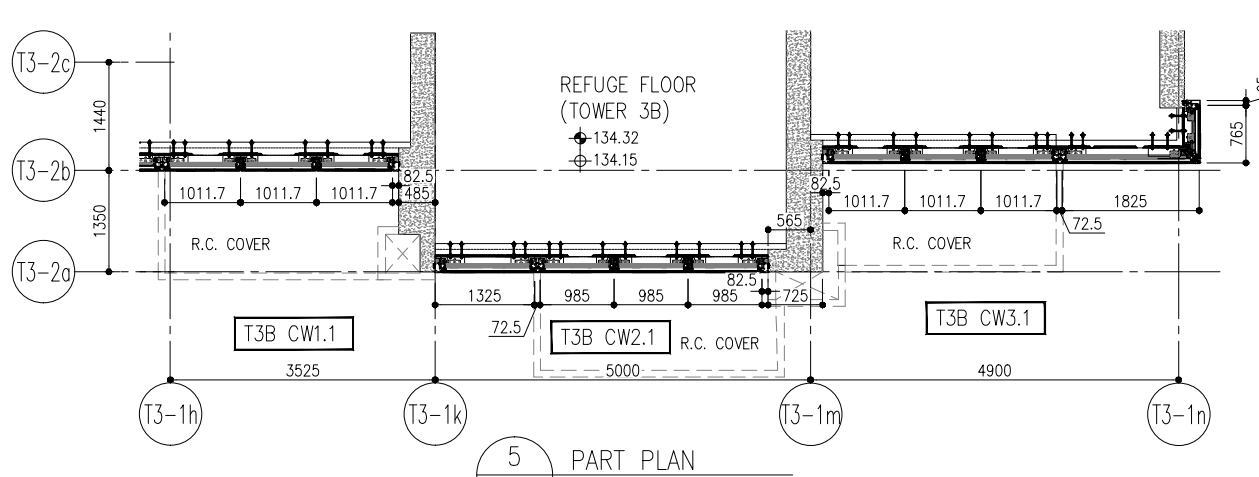 T3-2c
REFUGE FLOOR
(TOWER 3B)
134.32
134.15
1440
765
T3-2b
82.5
485
1011.7 1011.7 1011.7
82.5
1011.7 1011.7 1011.7 1825
72.5
1350
565
R.C. COVER
R.C. COVER
T3-2a
82.5
1325 985 985 985 725
72.5
T3B CW1.1
T3B CW2.1
R.C. COVER
T3B CW3.1
3525 5000 4900
T3-1h T3-1k T3-1m T3-1n
5 PART PLAN